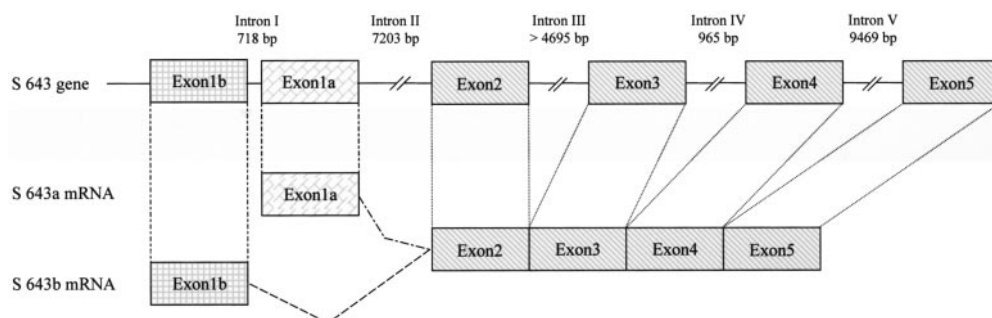 Intron I Intron II Intron III Intron IV Intron V
718 bp 7203 bp > 4695 bp 965 bp 9469 bp
S 643 gene Exon1b Exon1a Exon2 Exon3 Exon4 Exon5
S 643a mRNA Exon1a
Exon2 Exon3 Exon4 Exon5
S 643b mRNA Exon1b